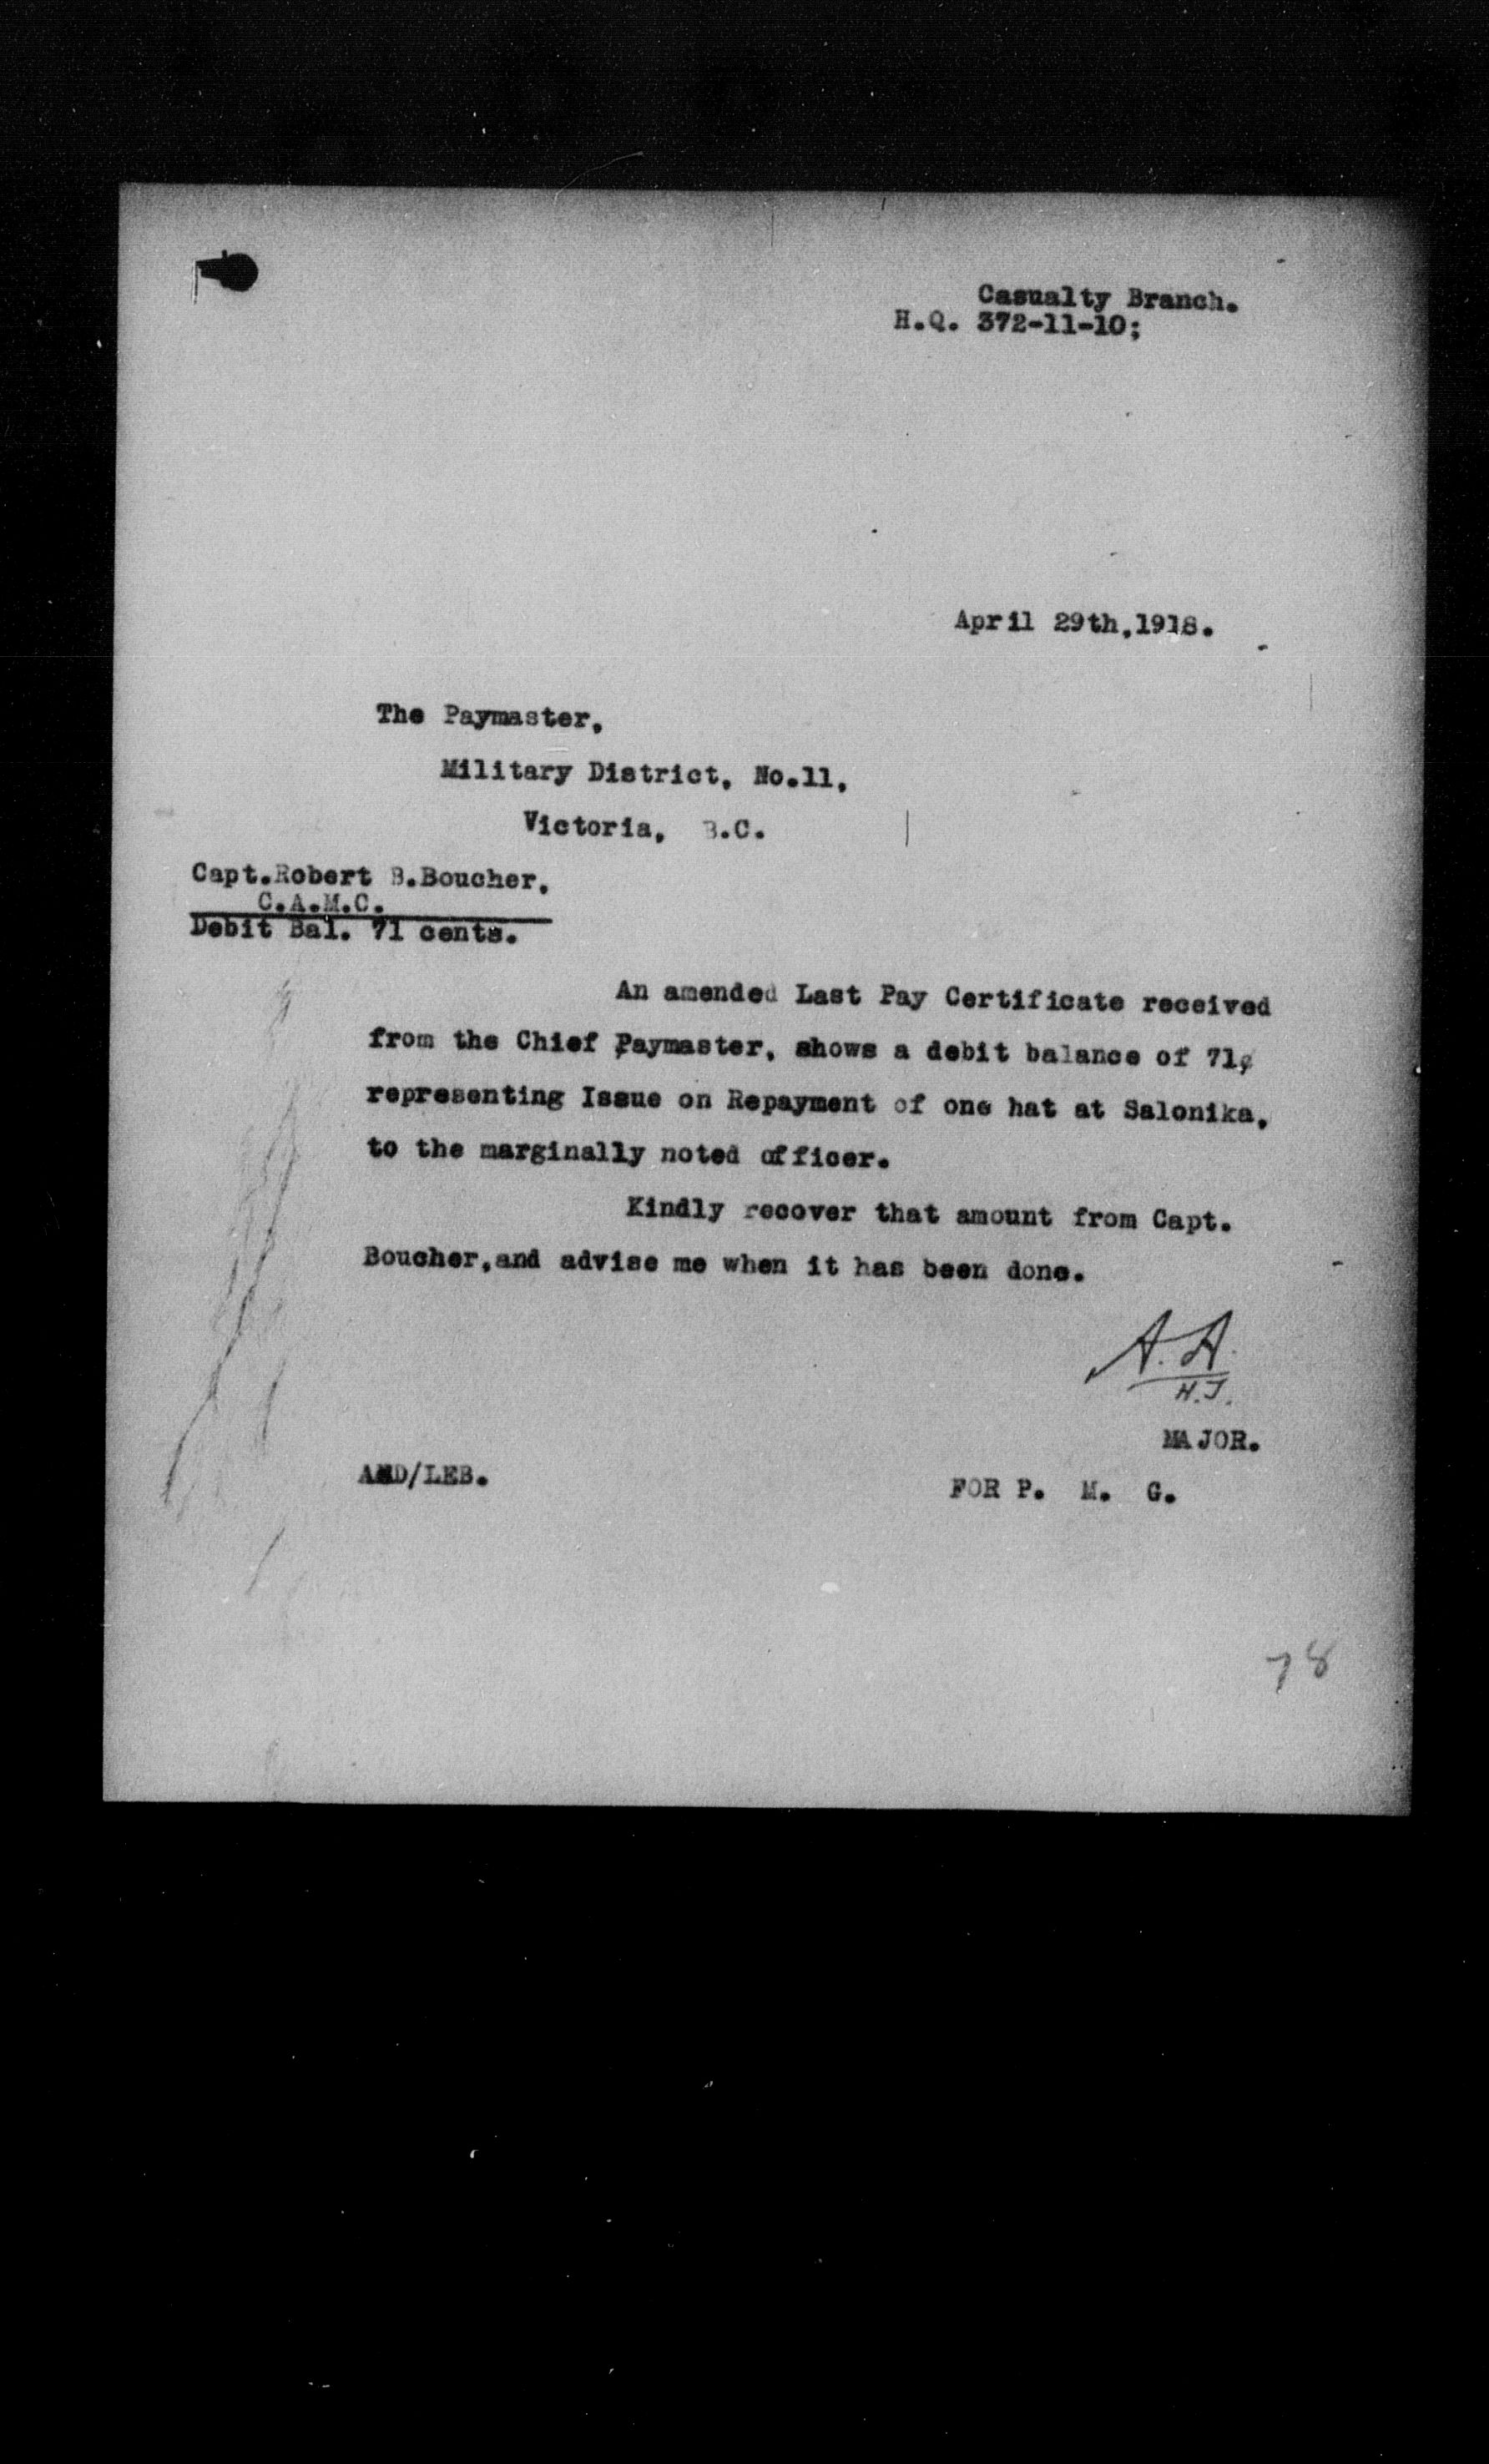 Casualty Branch.
H.Q. 372-11-10;
April 29th,1918.
The Paymaster,
Military District, No.11,
Victoria, B.C.
Capt.Robert B.Boucher,
C.A.M.C.
Debit Bal. 71 cents.
An amended Last Pay Certificate received
from the Chief Paymaster, shows a debit balance of 71¢
representing Issue on Repayment of one hat at Salonika,
to the marginally noted officer.
Kindly recover that amount from Capt.
Boucher,and advise me when it has been done.
A.A.
H.J.
MAJOR.
AMD/LEB.
FOR P. M. G.
78